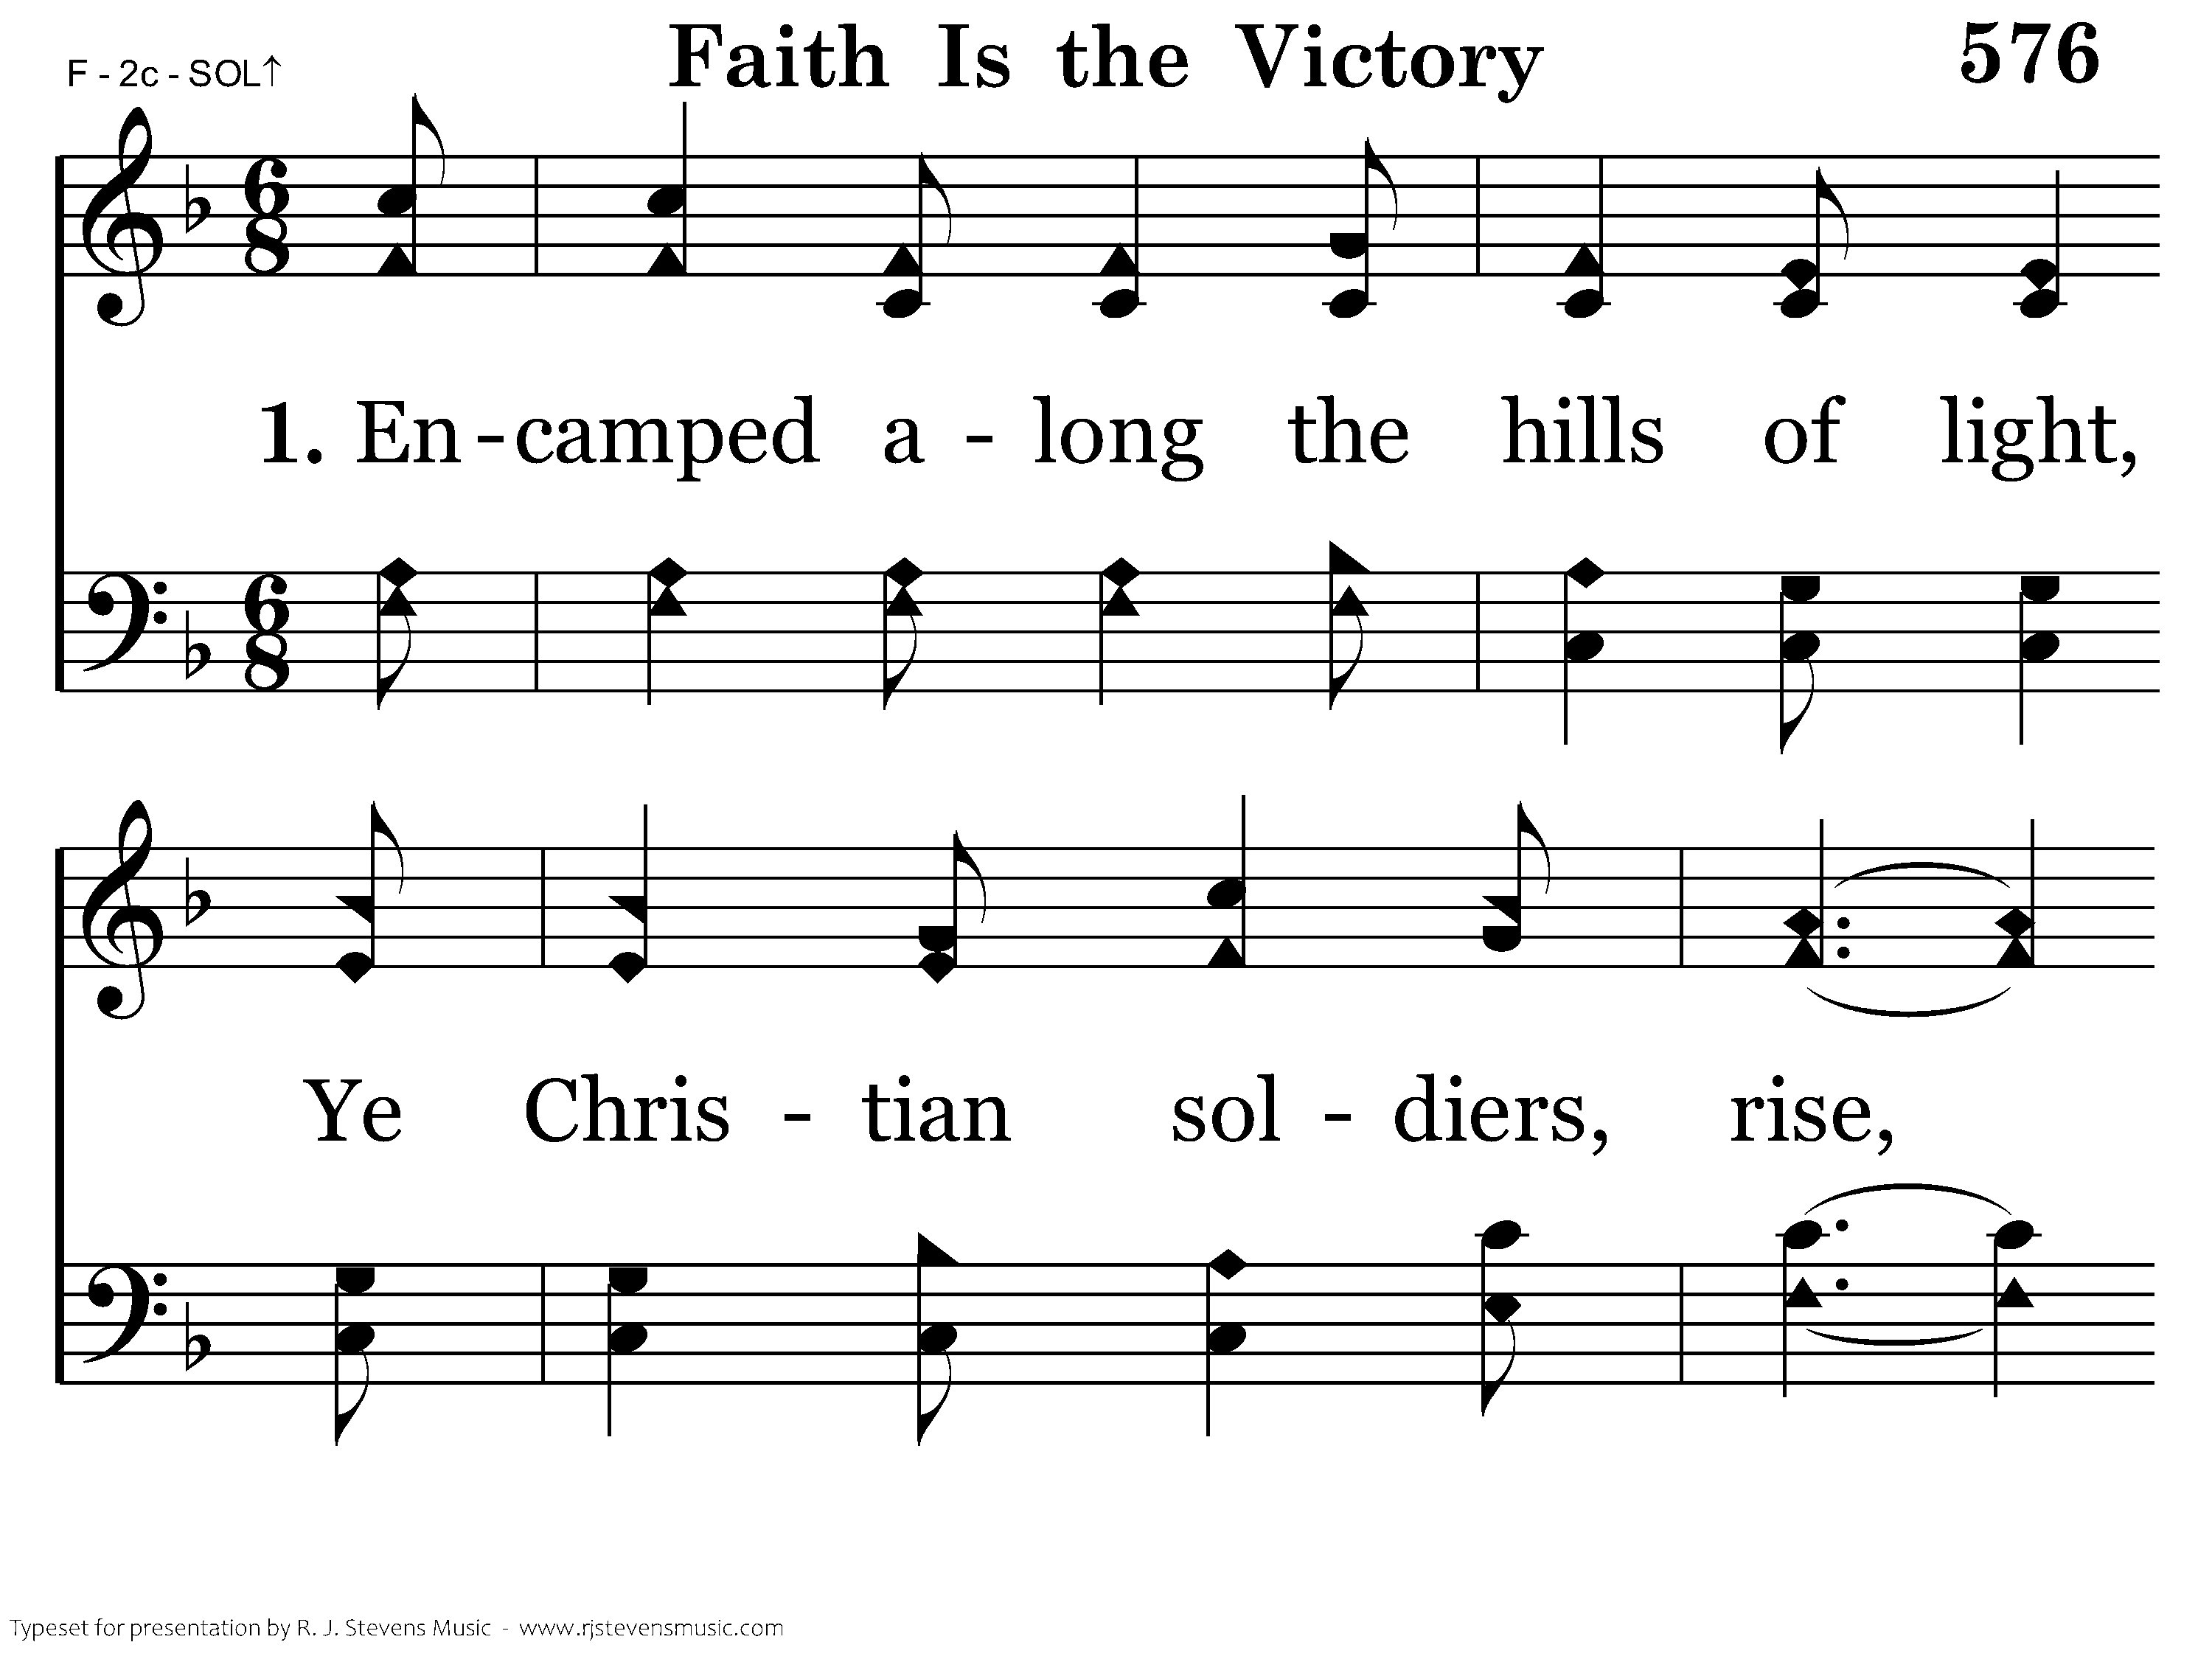 F - 2c - SOL↑
Faith Is the Victory
576
1. En - camped a - long the hills of light,
Ye Chris - tian sol - diers, rise,
Typeset for presentation by R. J. Stevens Music - www.rjstevensmusic.com